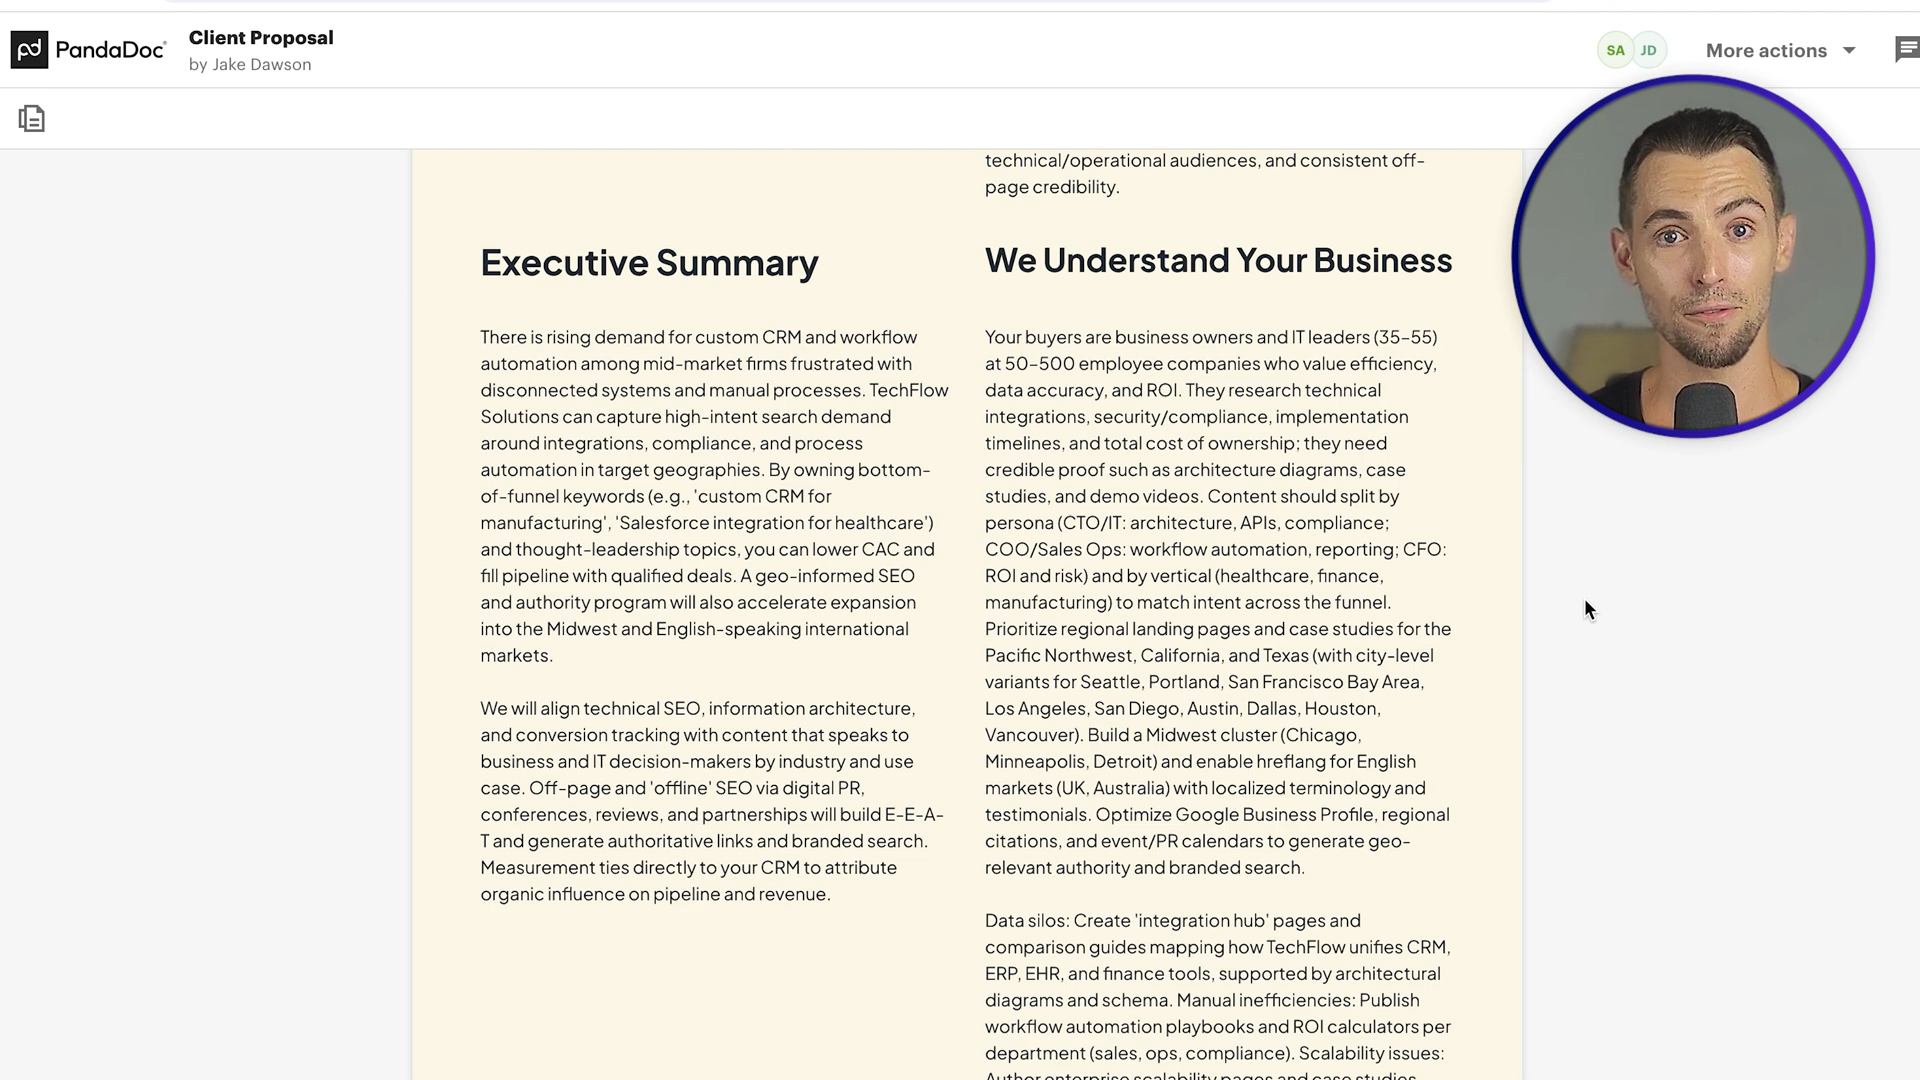 pd PandaDoc
Client Proposal
by Jake Dawson
SA
JD
More actions
Executive Summary
There is rising demand for custom CRM and workflow
automation among mid-market firms frustrated with
disconnected systems and manual processes. TechFlow
Solutions can capture high-intent search demand
around integrations, compliance, and process
automation in target geographies. By owning bottom-
of-funnel keywords (e.g., 'custom CRM for
manufacturing', 'Salesforce integration for healthcare')
and thought-leadership topics, you can lower CAC and
fill pipeline with qualified deals. A geo-informed SEO
and authority program will also accelerate expansion
into the Midwest and English-speaking international
markets.
We will align technical SEO, information architecture,
and conversion tracking with content that speaks to
business and IT decision-makers by industry and use
case. Off-page and 'offline' SEO via digital PR,
conferences, reviews, and partnerships will build E-E-A-
T and generate authoritative links and branded search.
Measurement ties directly to your CRM to attribute
organic influence on pipeline and revenue.
technical/operational audiences, and consistent off-
page credibility.
We Understand Your Business
Your buyers are business owners and IT leaders (35–55)
at 50–500 employee companies who value efficiency,
data accuracy, and ROI. They research technical
integrations, security/compliance, implementation
timelines, and total cost of ownership; they need
credible proof such as architecture diagrams, case
studies, and demo videos. Content should split by
persona (CTO/IT: architecture, APIs, compliance;
COO/Sales Ops: workflow automation, reporting; CFO:
ROI and risk) and by vertical (healthcare, finance,
manufacturing) to match intent across the funnel.
Prioritize regional landing pages and case studies for the
Pacific Northwest, California, and Texas (with city-level
variants for Seattle, Portland, San Francisco Bay Area,
Los Angeles, San Diego, Austin, Dallas, Houston,
Vancouver). Build a Midwest cluster (Chicago,
Minneapolis, Detroit) and enable hreflang for English
markets (UK, Australia) with localized terminology and
testimonials. Optimize Google Business Profile, regional
citations, and event/PR calendars to generate geo-
relevant authority and branded search.
Data silos: Create 'integration hub' pages and
comparison guides mapping how TechFlow unifies CRM,
ERP, EHR, and finance tools, supported by architectural
diagrams and schema. Manual inefficiencies: Publish
workflow automation playbooks and ROI calculators per
department (sales, ops, compliance). Scalability issues:
Author enterprise scalability pages and case studies